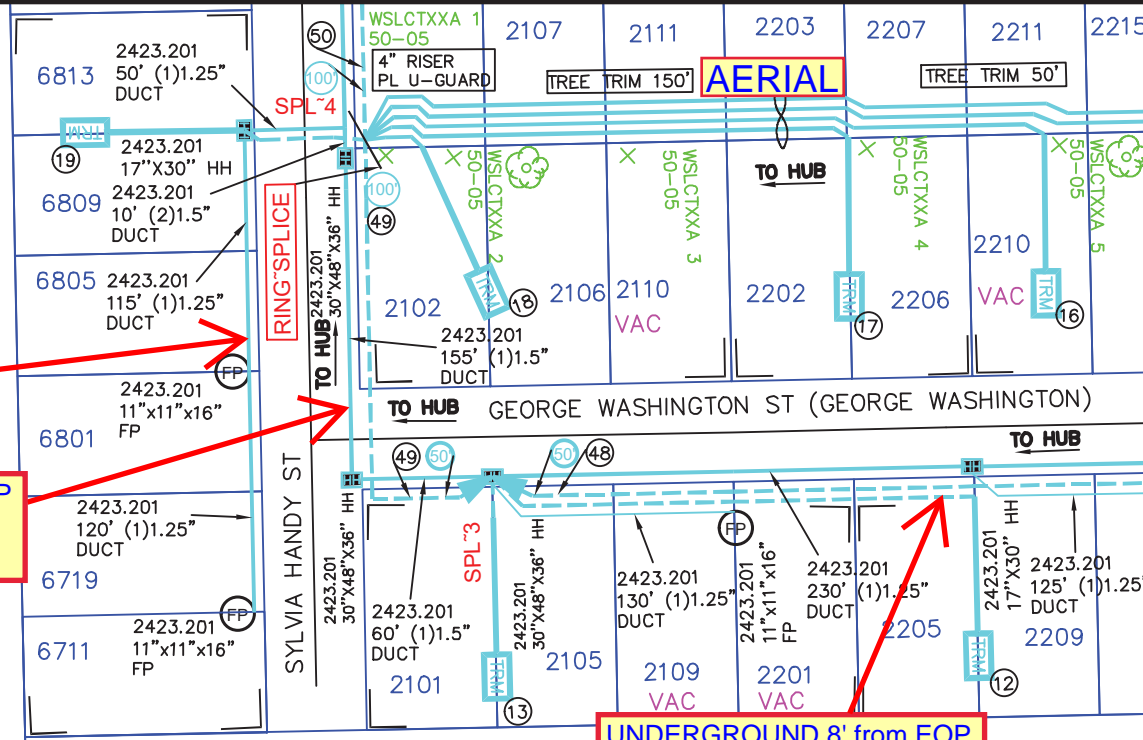 WSLCTXXA 1
50-05
50
4" RISER
PL U-GUARD
100'
2107
2111
2203
2207
2211
2215
TREE TRIM 150'
AERIAL
TREE TRIM 50'
6813
2423.201
50' (1)1.25"
DUCT
SPL~4
TRM
19
2423.201
17"X30" HH
6809
2423.201
10' (2)1.5"
DUCT
100'
49
RING~SPLICE
2423.201
30"X48"X36" HH
TO HUB
WSLCTXXA 2
50-05
WSLCTXXA 3
50-05
TO HUB
WSLCTXXA 4
50-05
WSLCTXXA 5
50-05
6805
2423.201
115' (1)1.25"
DUCT
2102
TRM
18
2106
2110
VAC
2202
TRM
17
2206
2210
VAC
TRM
16
2423.201
155' (1)1.5"
DUCT
FP
2423.201
11"x11"x16"
FP
6801
TO HUB
GEORGE WASHINGTON ST (GEORGE WASHINGTON)
TO HUB
49
50'
50'
48
P
2423.201
120' (1)1.25"
DUCT
6719
SYLVIA HANDY ST
2423.201
30"X48"X36" HH
SPL~3
2423.201
30"X48"X36" HH
FP
2423.201
130' (1)1.25"
DUCT
2423.201
11"x11"x16"
FP
2423.201
230' (1)1.25"
DUCT
2423.201
17"X30" HH
2423.201
125' (1)1.25"
DUCT
FP
2423.201
11"x11"x16"
FP
6711
2423.201
60' (1)1.5"
DUCT
2101
TRM
13
2105
2109
VAC
2201
VAC
2205
TRM
12
2209
UNDERGROUND 8' from EOP